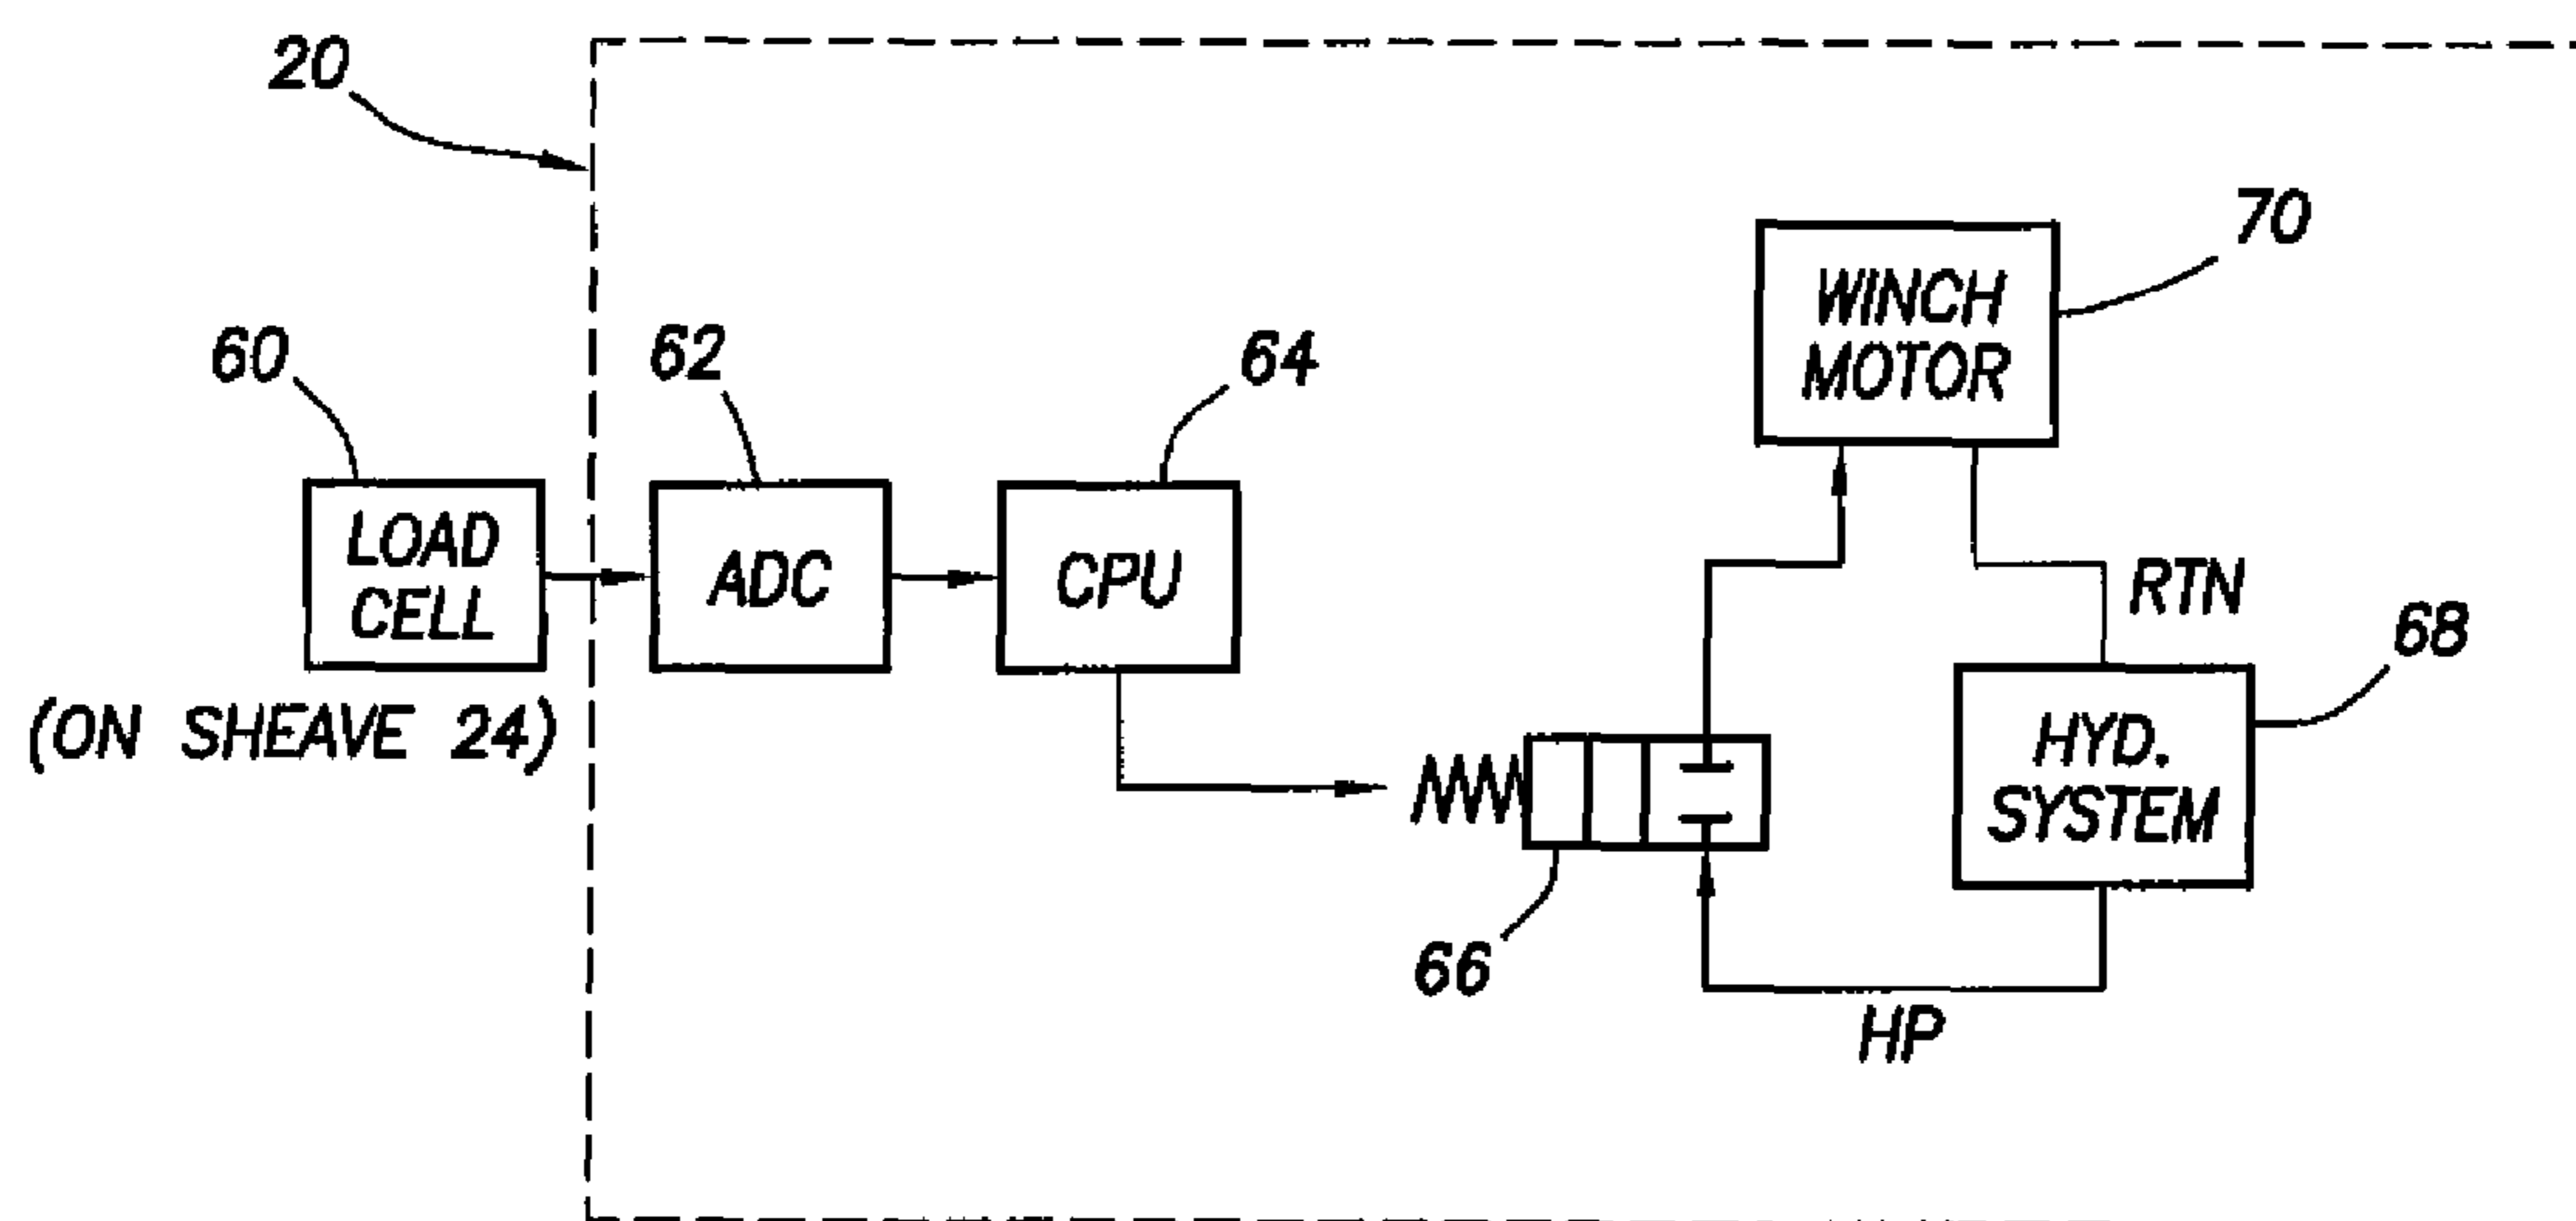 20
70
WINCH
MOTOR
60
62
64
LOAD
CELL
ADC
CPU
RTN
68
(ON SHEAVE 24)
HYD.
SYSTEM
66
HP